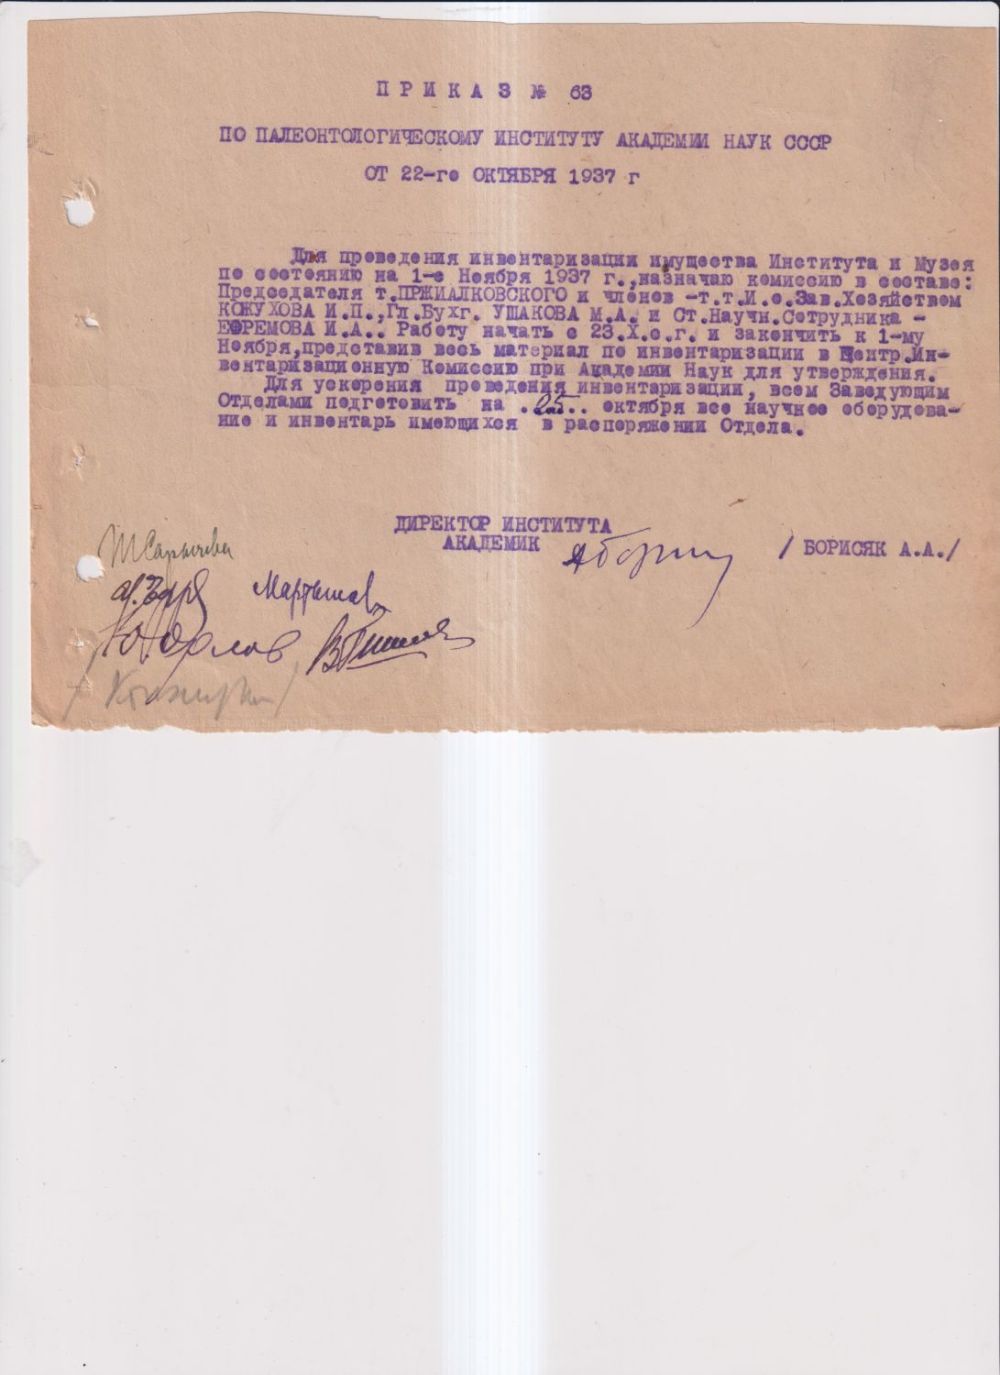 ПРИКАЗ № 63
ПО ПАЛЕОНТОЛОГИЧЕСКОМУ ИНСТИТУТУ АКАДЕМИИ НАУК СССР
ОТ 22-го ОКТЯБРЯ 1937 г
Для проведения инвентаризации имущества Института и Музея
по состоянию на 1-е Ноября 1937 г., назначаю комиссию в составе:
Председателя т.ПРЖИАЛКОВСКОГО и членов -т.т.И.о.Зав.Хозяйством
КОЖУХОВА И.П.,Гл.Бухг. УШАКОВА М.А. и Ст.Научн.Сотрудника -
ЕФРЕМОВА И.А.. Работу начать с 23.X.с.г. и закончить к 1-му
Ноября,представив весь материал по инвентаризации в Центр.Ин-
вентаризационную Комиссию при Академии Наук для утверждения.
Для ускорения проведения инвентаризации, всем Заведующим
Отделами подготовить на .25.. октября все научное оборудова-
ние и инвентарь имеющихся в распоряжении Отдела.
ДИРЕКТОР ИНСТИТУТА
АКАДЕМИК / БОРИСЯК А.А./
Сарычева
Мартынов
Ю.Орлов